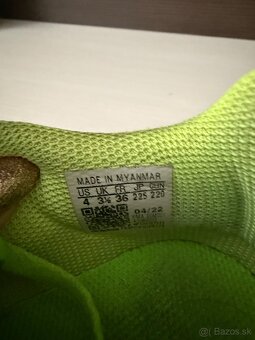 MADE IN MYANMAR
US UK FR JP CHN
4 3½ 36 225 220
04/22
Bazos.sk